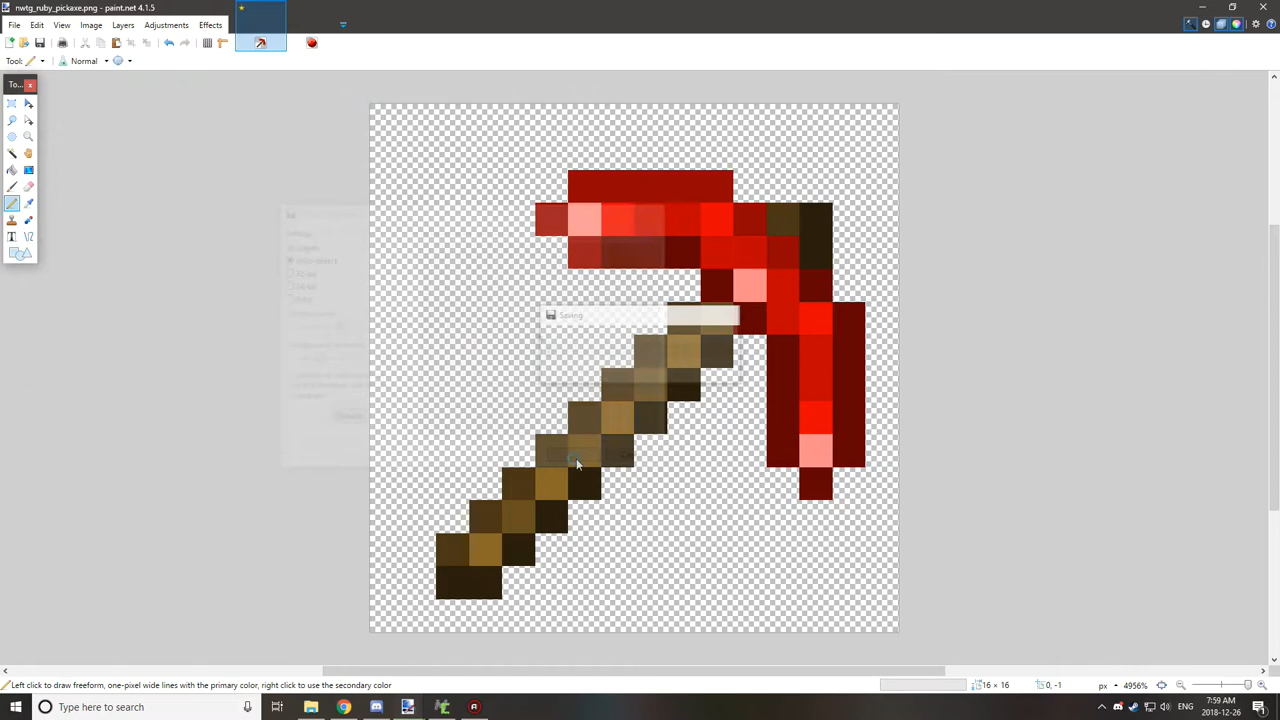 nwtg_ruby_pickaxe.png - paint.net 4.1.5
File Edit View Image Layers Adjustments Effects
Tool: Normal
To... x
Saving
Left click to draw freeform, one-pixel wide lines with the primary color, right click to use the secondary color
16 × 16
0, -1
px
4956%
Type here to search
ENG
7:59 AM
2018-12-26